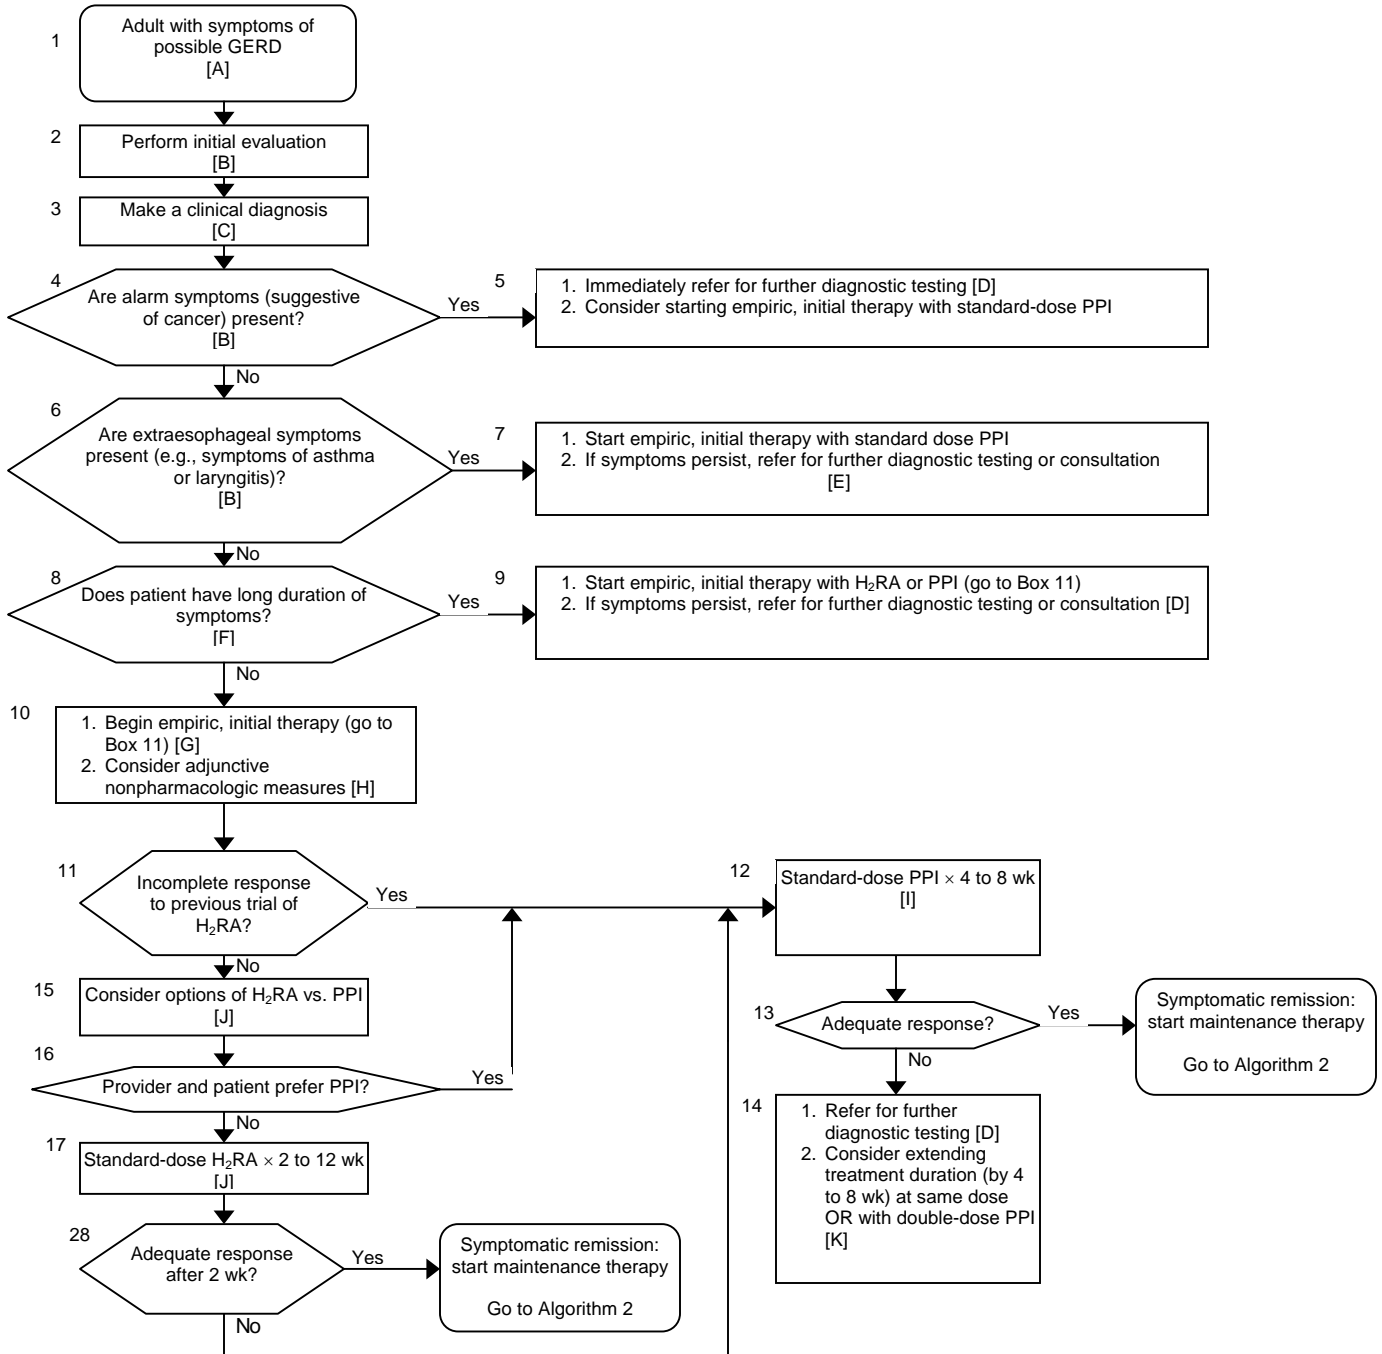 1
Adult with symptoms of
possible GERD
[A]
2
Perform initial evaluation
[B]
3
Make a clinical diagnosis
[C]
4
Are alarm symptoms (suggestive
of cancer) present?
[B]
Yes
No
5
1. Immediately refer for further diagnostic testing [D]
2. Consider starting empiric, initial therapy with standard-dose PPI
6
Are extraesophageal symptoms
present (e.g., symptoms of asthma
or laryngitis)?
[B]
Yes
No
7
1. Start empiric, initial therapy with standard dose PPI
2. If symptoms persist, refer for further diagnostic testing or consultation
[E]
8
Does patient have long duration of
symptoms?
[F]
Yes
No
9
1. Start empiric, initial therapy with H₂RA or PPI (go to Box 11)
2. If symptoms persist, refer for further diagnostic testing or consultation [D]
10
1. Begin empiric, initial therapy (go to
Box 11) [G]
2. Consider adjunctive
nonpharmacologic measures [H]
11
Incomplete response
to previous trial of
H₂RA?
Yes
No
12
Standard-dose PPI × 4 to 8 wk
[I]
13
Adequate response?
Yes
No
Symptomatic remission:
start maintenance therapy
Go to Algorithm 2
14
1. Refer for further
diagnostic testing [D]
2. Consider extending
treatment duration (by 4
to 8 wk) at same dose
OR with double-dose PPI
[K]
15
Consider options of H₂RA vs. PPI
[J]
16
Provider and patient prefer PPI?
Yes
No
17
Standard-dose H₂RA × 2 to 12 wk
[J]
28
Adequate response
after 2 wk?
Yes
No
Symptomatic remission:
start maintenance therapy
Go to Algorithm 2